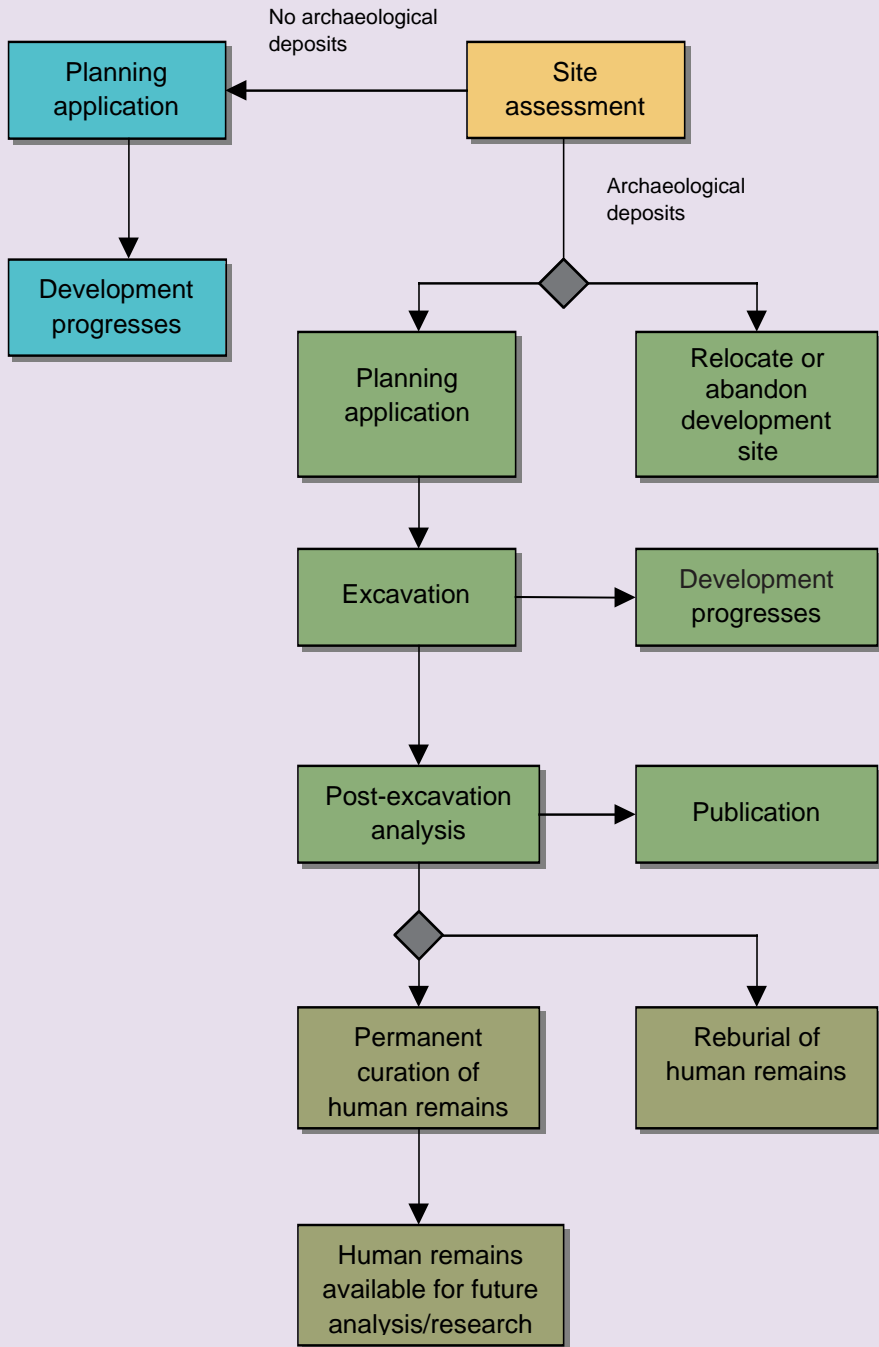 No archaeological
deposits
Planning
application
Site
assessment
Archaeological
deposits
Development
progresses
Planning
application
Relocate or
abandon
development
site
Excavation
Development
progresses
Post-excavation
analysis
Publication
Permanent
curation of
human remains
Reburial of
human remains
Human remains
available for future
analysis/research